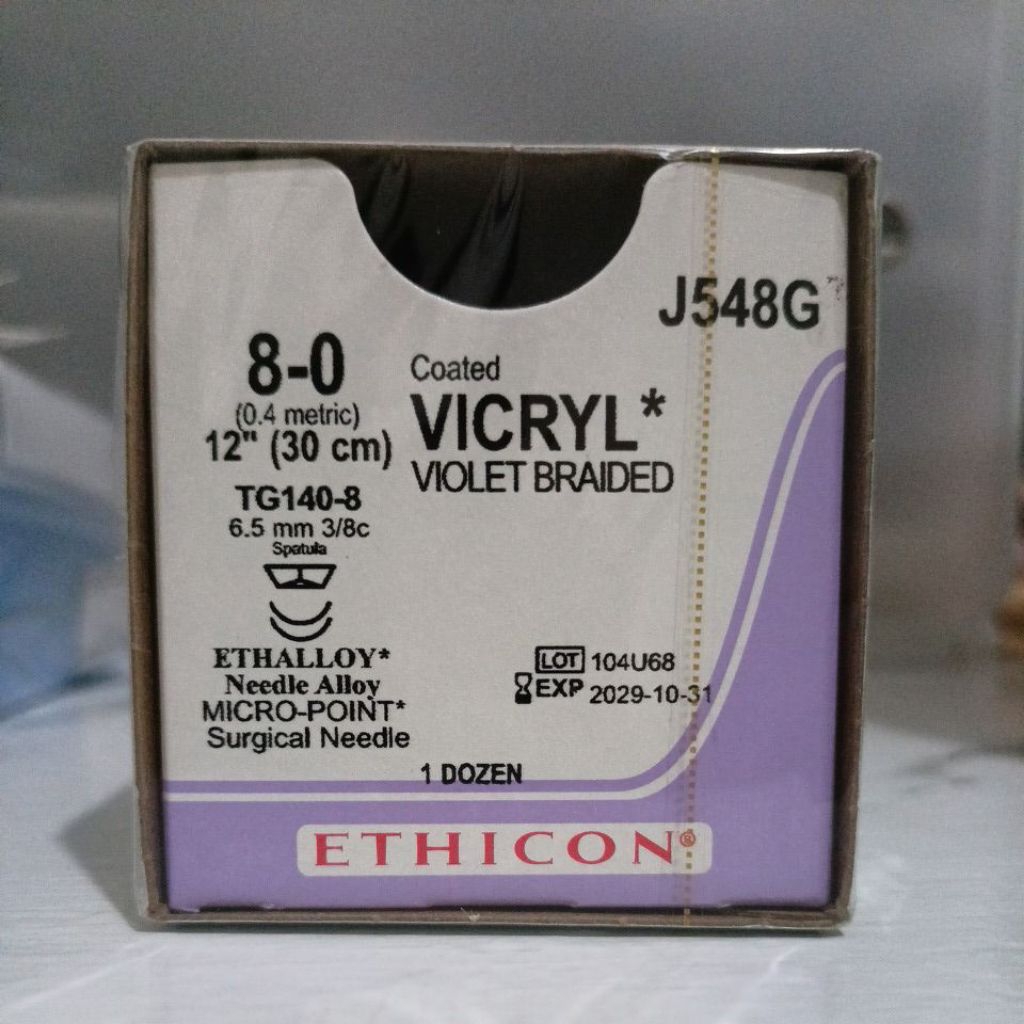 J548G
8-0
(0.4 metric)
12" (30 cm)
TG140-8
6.5 mm 3/8c
Spatula
ETHALLOY*
Needle Alloy
MICRO-POINT*
Surgical Needle
Coated
VICRYL*
VIOLET BRAIDED
LOT 104U68
EXP 2029-10-31
1 DOZEN
ETHICON®